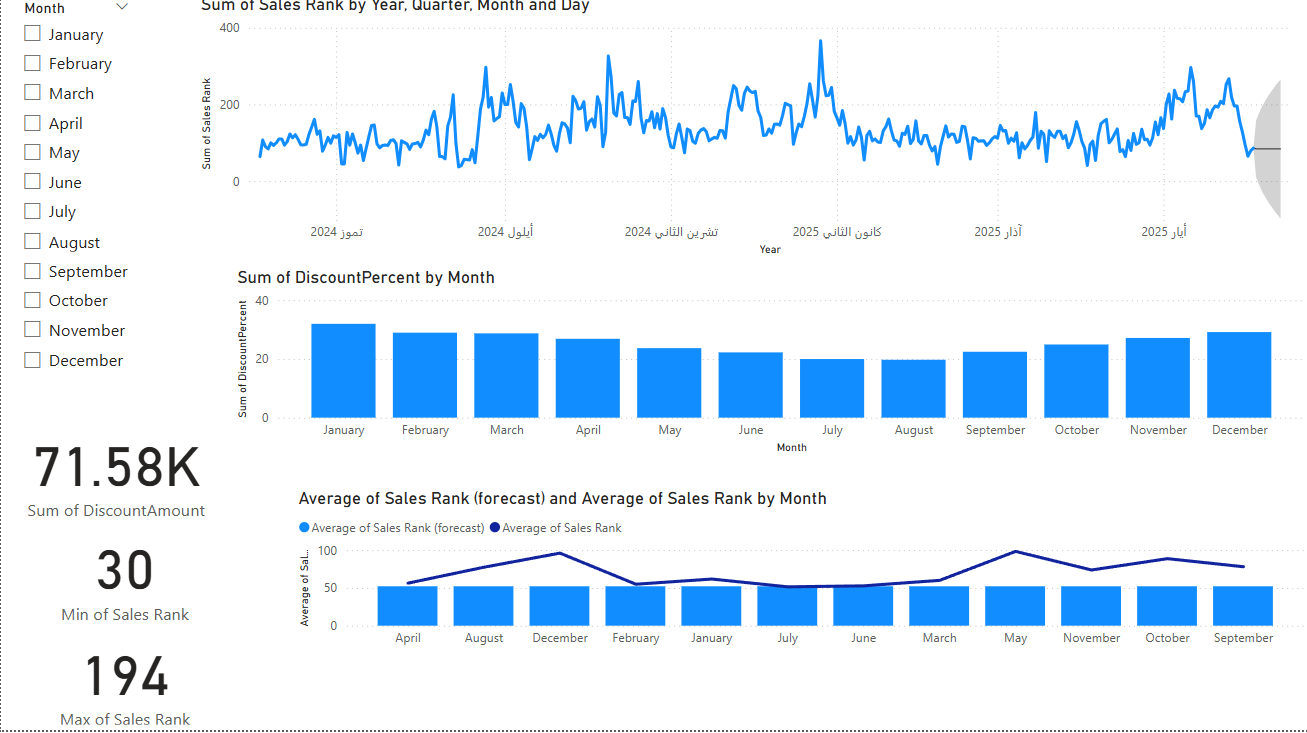 Month
January
February
March
April
May
June
July
August
September
October
November
December
71.58K
Sum of DiscountAmount
30
Min of Sales Rank
194
Max of Sales Rank
Sum of Sales Rank by Year, Quarter, Month and Day
Sum of Sales Rank
400
200
0
تموز 2024
أيلول 2024
تشرين الثاني 2024
كانون الثاني 2025
آذار 2025
أيار 2025
Year
Sum of DiscountPercent by Month
Sum of DiscountPercent
40
20
0
January
February
March
April
May
June
July
August
September
October
November
December
Month
Average of Sales Rank (forecast) and Average of Sales Rank by Month
Average of Sales Rank (forecast)
Average of Sales Rank
Average of Sal...
100
50
0
April
August
December
February
January
July
June
March
May
November
October
September